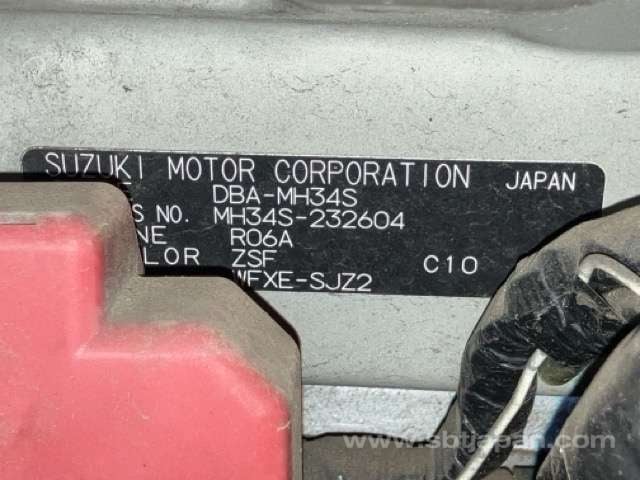 SUZUKI MOTOR CORPORATION JAPAN
DBA-MH34S
S NO. MH34S-232604
NE R06A
LOR ZSF C10
WFXE-SJZ2
www.sbtjapan.com